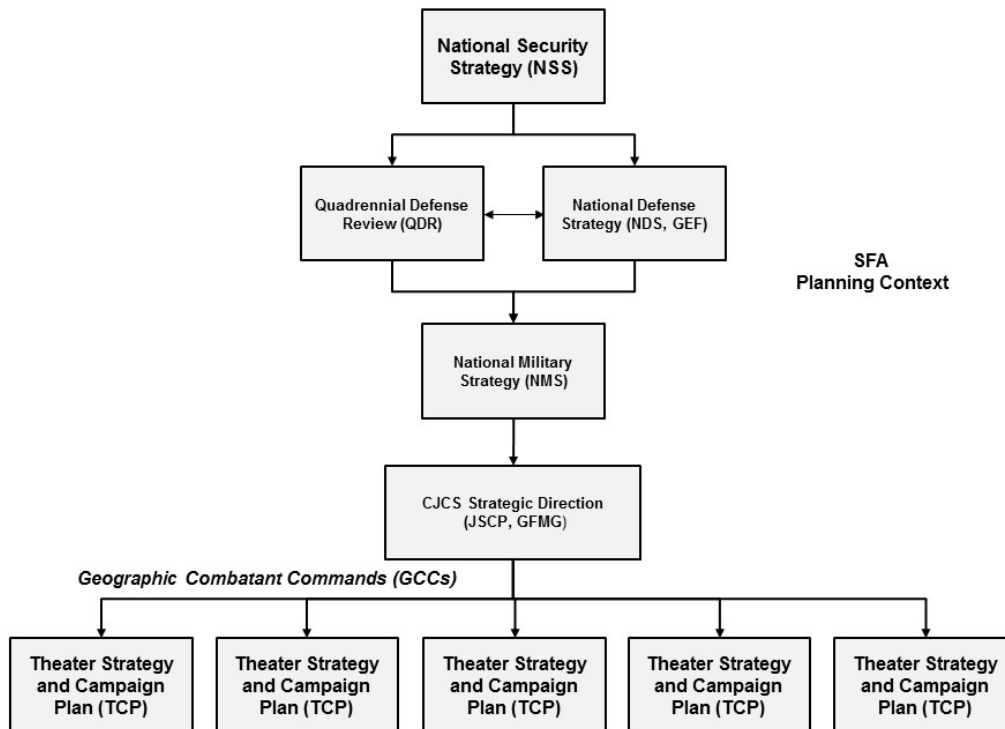 National Security
Strategy (NSS)
Quadrennial Defense
Review (QDR)
National Defense
Strategy (NDS, GEF)
SFA
Planning Context
National Military
Strategy (NMS)
CJCS Strategic Direction
(JSCP, GFMG)
Geographic Combatant Commands (GCCs)
Theater Strategy
and Campaign
Plan (TCP)
Theater Strategy
and Campaign
Plan (TCP)
Theater Strategy
and Campaign
Plan (TCP)
Theater Strategy
and Campaign
Plan (TCP)
Theater Strategy
and Campaign
Plan (TCP)